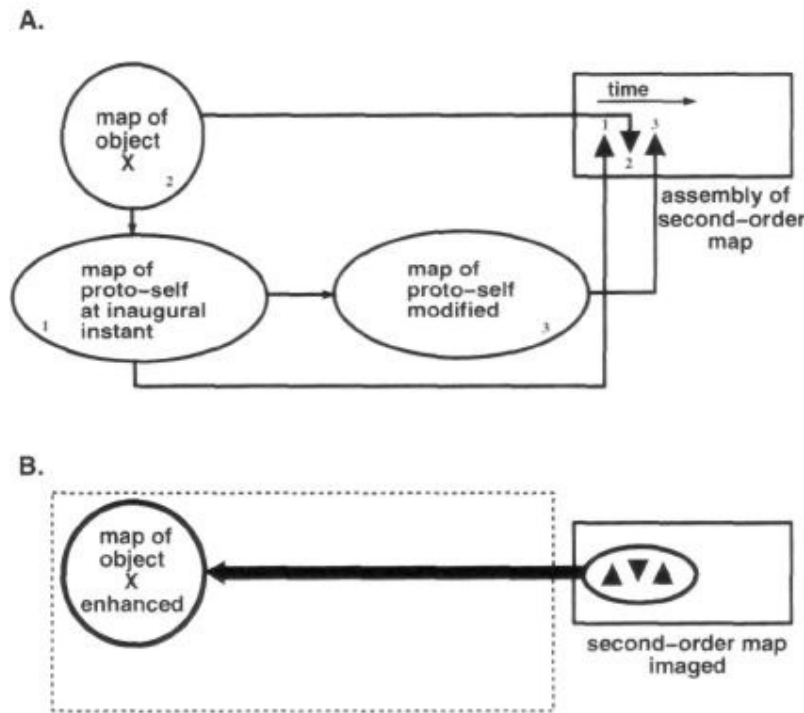 A.
map of
object
X
2
time
1
3
2
assembly of
second-order
map
map of
proto-self
at inaugural
instant
1
map of
proto-self
modified
3
B.
map of
object
X
enhanced
second-order map
imaged